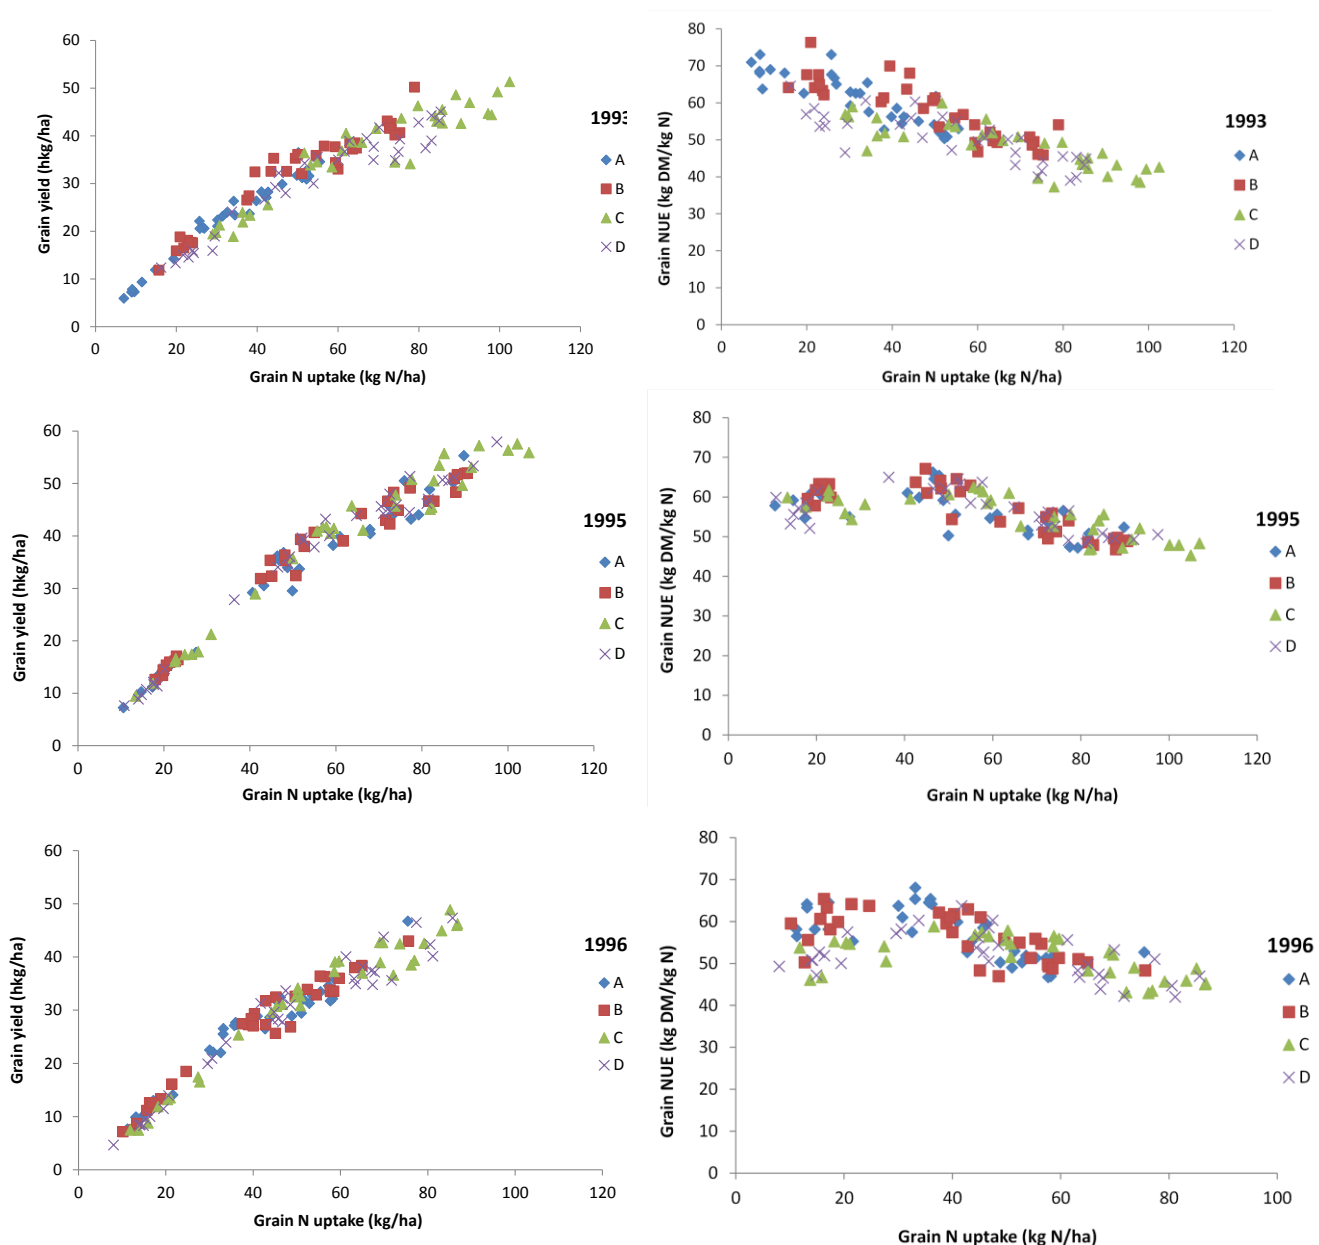 60
50
40
30
20
10
0
Grain yield (hkg/ha)
0 20 40 60 80 100 120
Grain N uptake (kg N/ha)
1993
A
B
C
D
80
70
60
50
40
30
20
10
0
Grain NUE (kg DM/kg N)
0 20 40 60 80 100 120
Grain N uptake (kg N/ha)
1993
A
B
C
D
60
50
40
30
20
10
0
Grain yield (hkg/ha)
0 20 40 60 80 100 120
Grain N uptake (kg/ha)
1995
A
B
C
D
80
70
60
50
40
30
20
10
0
Grain NUE (kg DM/kg N)
0 20 40 60 80 100 120
Grain N uptake (kg N/ha)
1995
A
B
C
D
60
50
40
30
20
10
0
Grain yield (hkg/ha)
0 20 40 60 80 100 120
Grain N uptake (kg/ha)
1996
A
B
C
D
80
70
60
50
40
30
20
10
0
Grain NUE (kg DM/kg N)
0 20 40 60 80 100
Grain N uptake (kg N/ha)
1996
A
B
C
D